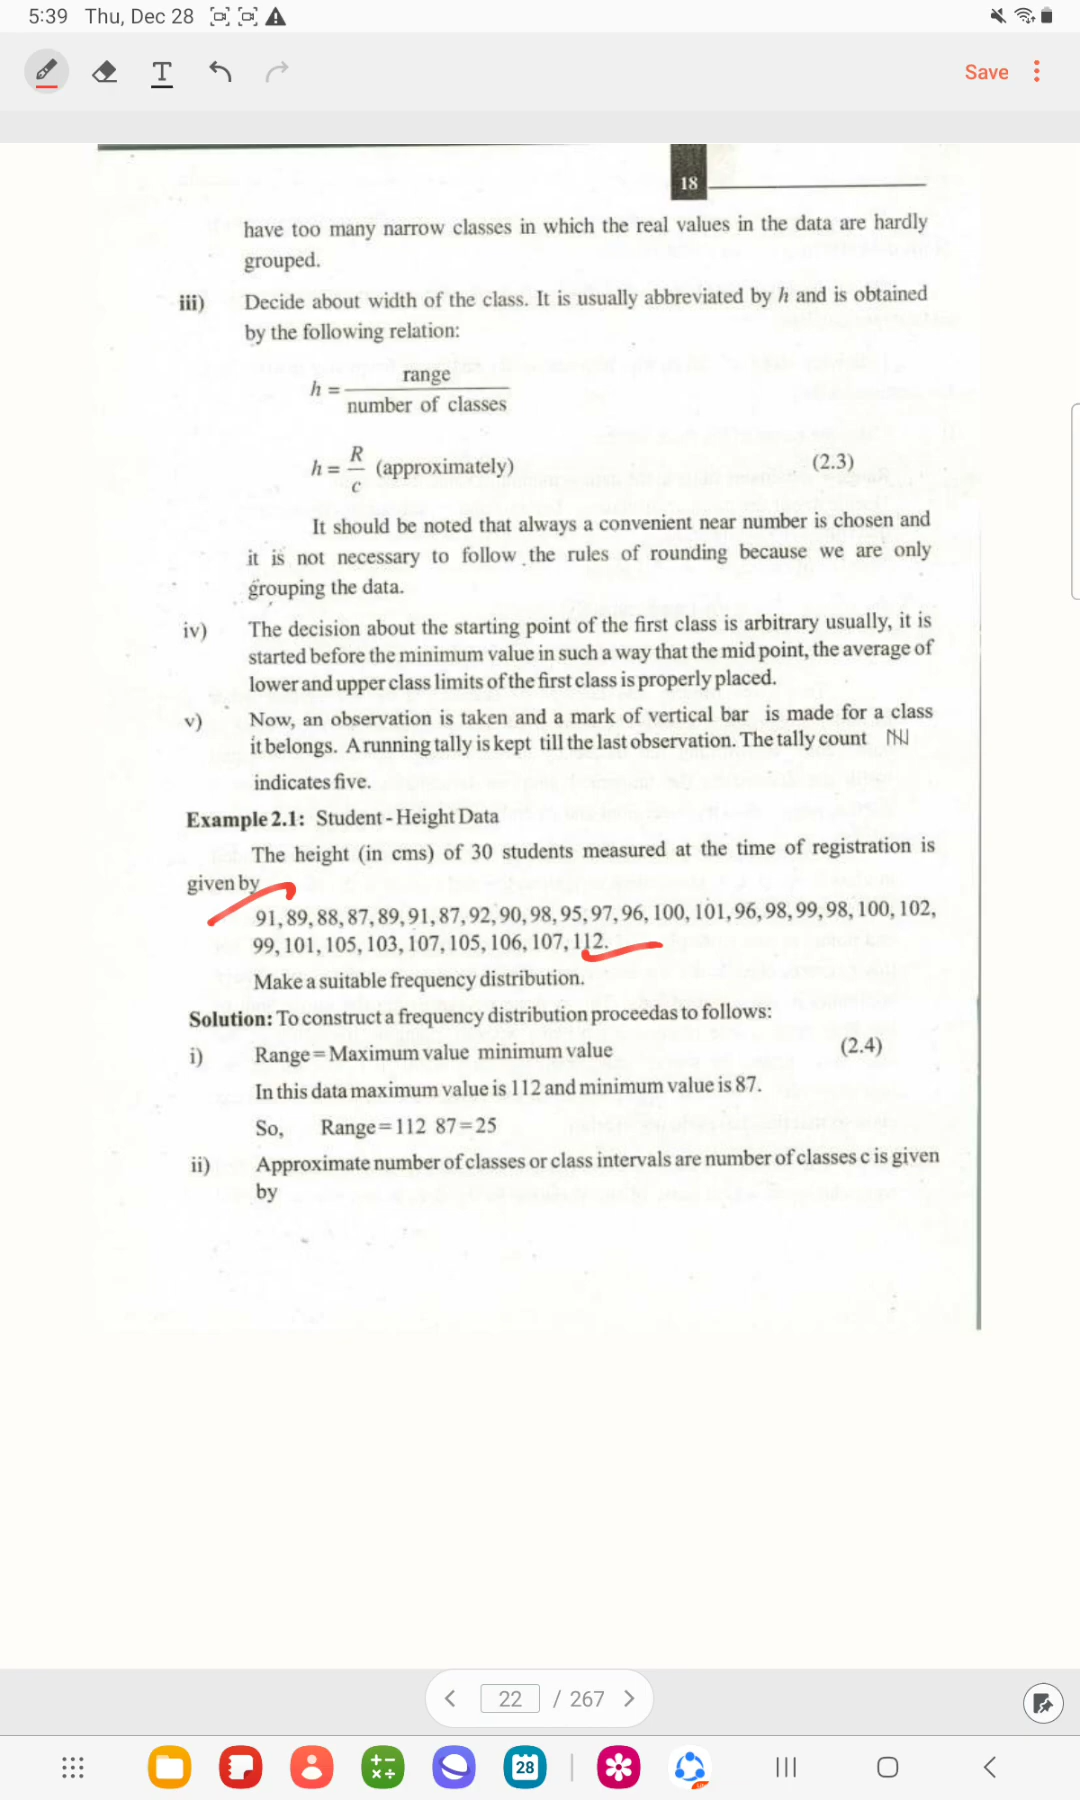 5:39 Thu, Dec 28
Save
18
have too many narrow classes in which the real values in the data are hardly
grouped.
iii) Decide about width of the class. It is usually abbreviated by h and is obtained
by the following relation:
h = range / number of classes
h = R / c (approximately) (2.3)
It should be noted that always a convenient near number is chosen and
it is not necessary to follow the rules of rounding because we are only
grouping the data.
iv) The decision about the starting point of the first class is arbitrary usually, it is
started before the minimum value in such a way that the mid point, the average of
lower and upper class limits of the first class is properly placed.
v) Now, an observation is taken and a mark of vertical bar is made for a class
it belongs. A running tally is kept till the last observation. The tally count
indicates five.
Example 2.1: Student - Height Data
The height (in cms) of 30 students measured at the time of registration is
given by
91, 89, 88, 87, 89, 91, 87, 92, 90, 98, 95, 97, 96, 100, 101, 96, 98, 99, 98, 100, 102,
99, 101, 105, 103, 107, 105, 106, 107, 112.
Make a suitable frequency distribution.
Solution: To construct a frequency distribution proceedas to follows:
i) Range = Maximum value minimum value (2.4)
In this data maximum value is 112 and minimum value is 87.
So, Range = 112 87 = 25
ii) Approximate number of classes or class intervals are number of classes c is given
by
22 / 267
28